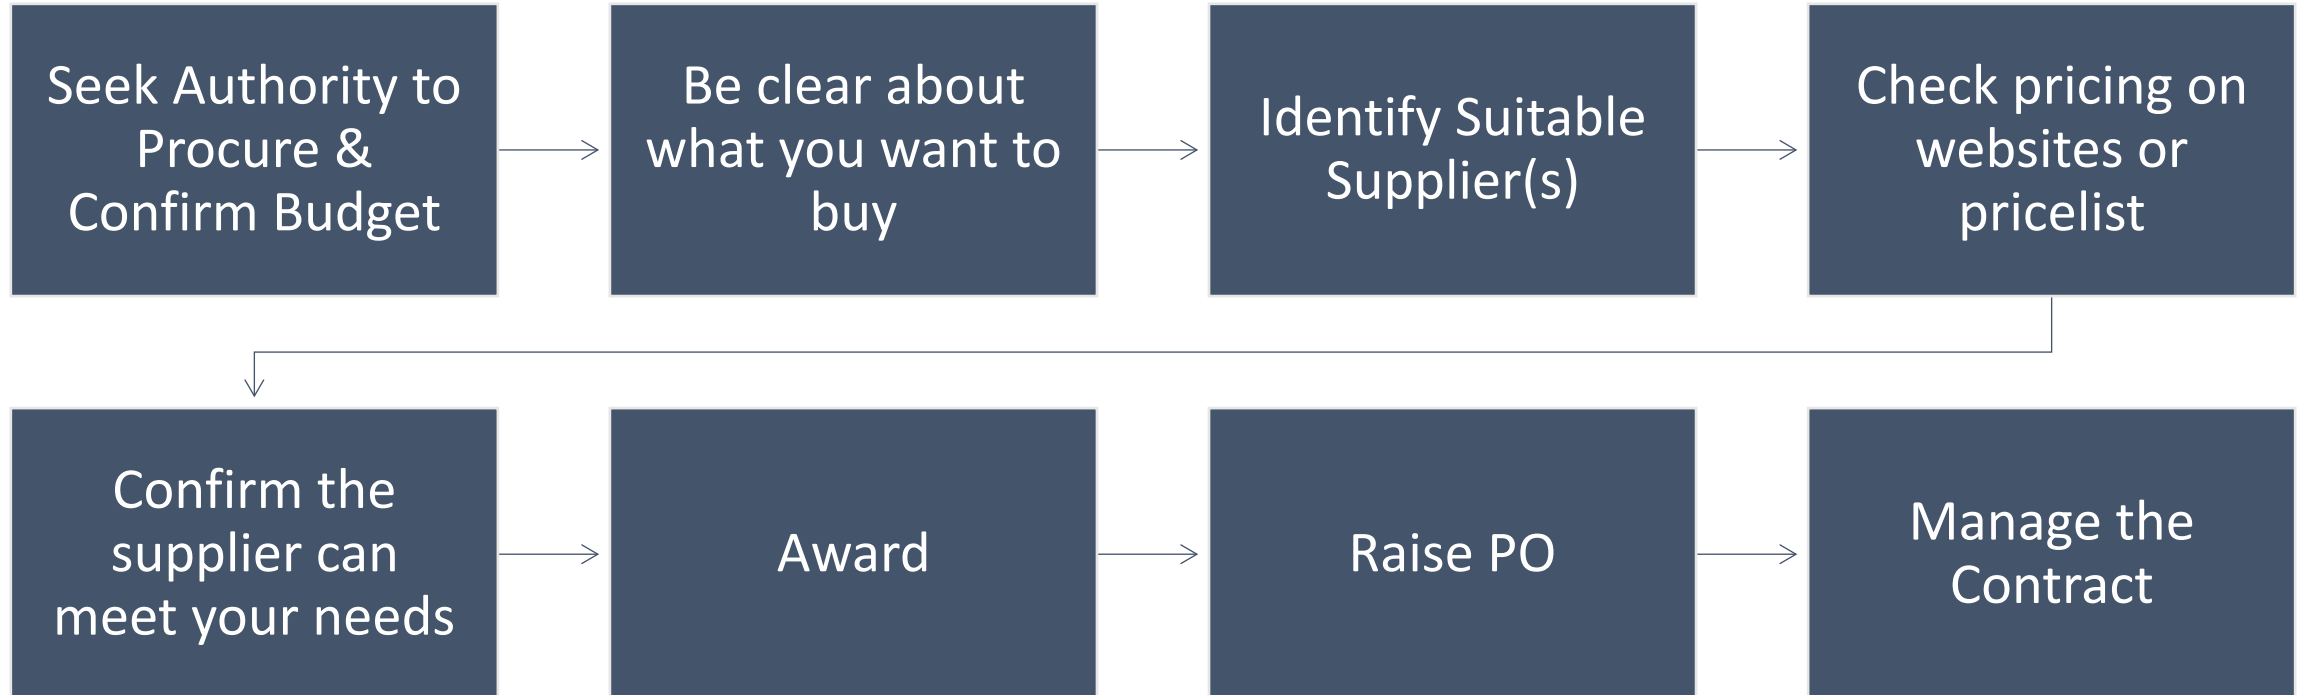 Seek Authority to
Procure &
Confirm Budget
Be clear about
what you want to
buy
Identify Suitable
Supplier(s)
Check pricing on
websites or
pricelist
Confirm the
supplier can
meet your needs
Award
Raise PO
Manage the
Contract